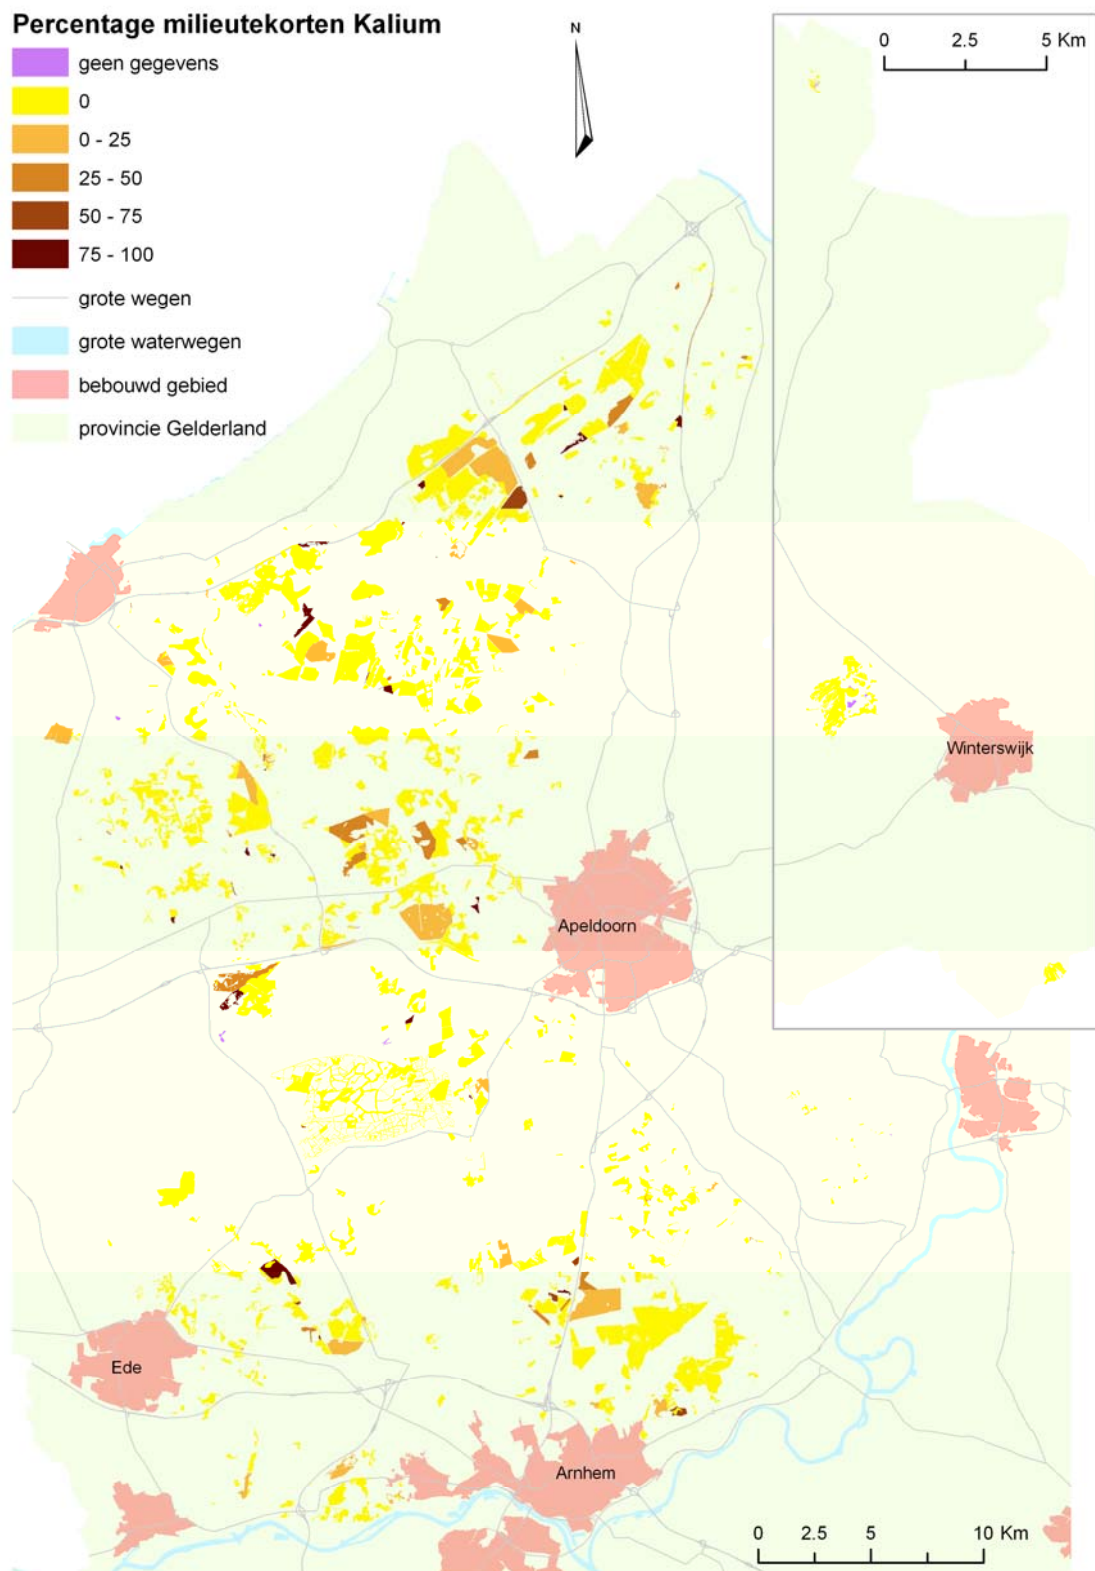 Percentage milieutekorten Kalium
geen gegevens
0
0 - 25
25 - 50
50 - 75
75 - 100
grote wegen
grote waterwegen
bebouwd gebied
provincie Gelderland
N
0 2.5 5 Km
Winterswijk
Apeldoorn
Ede
Arnhem
0 2.5 5 10 Km